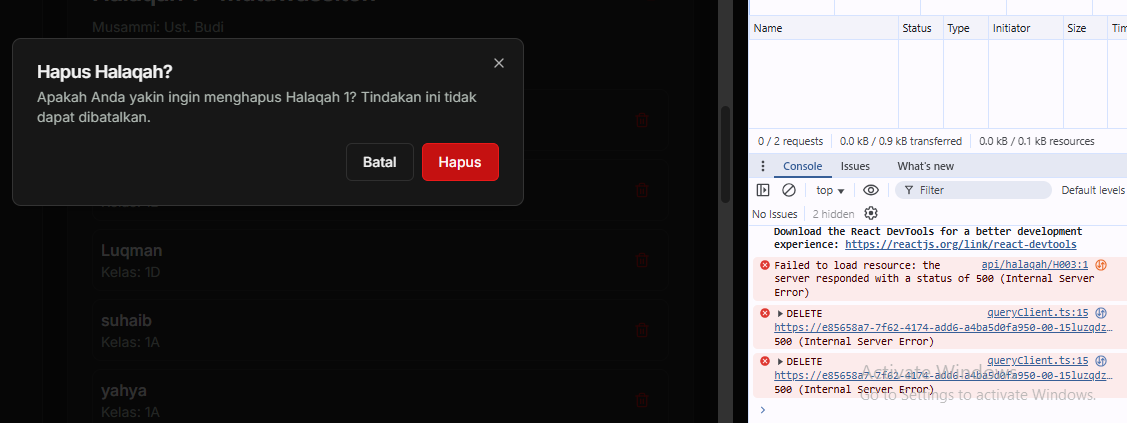 Musammi: Ust. Budi
Hapus Halaqah?
Apakah Anda yakin ingin menghapus Halaqah 1? Tindakan ini tidak
dapat dibatalkan.
Batal
Hapus
Luqman
Kelas: 1D
suhaib
Kelas: 1A
yahya
Kelas: 1A
Name
Status
Type
Initiator
Size
0 / 2 requests
0.0 kB / 0.9 kB transferred
0.0 kB / 0.1 kB resources
Console
Issues
What's new
top
Filter
Default levels
No Issues
2 hidden
Download the React DevTools for a better development
experience: https://reactjs.org/link/react-devtools
Failed to load resource: the api/halaqah/H003:1
server responded with a status of 500 (Internal Server
Error)
DELETE queryClient.ts:15
https://e85658a7-7f62-4174-add6-a4ba5d0fa950-00-15luzqdz…
500 (Internal Server Error)
DELETE queryClient.ts:15
https://e85658a7-7f62-4174-add6-a4ba5d0fa950-00-15luzqdz…
500 (Internal Server Error)
Activate Windows
Go to Settings to activate Windows.